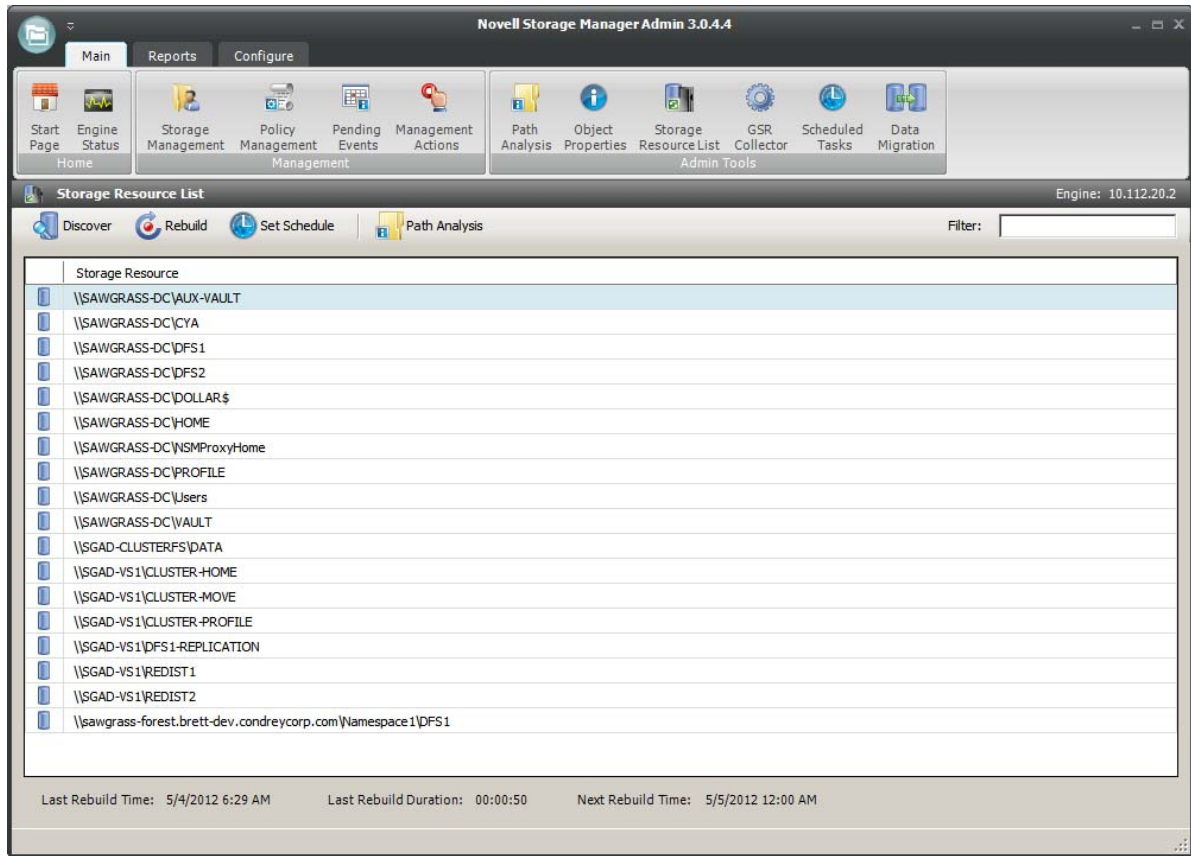 Novell Storage Manager Admin 3.0.4.4
Main Reports Configure
Start Page
Engine Status
Storage Management
Policy Management
Pending Events
Management Actions
Path Analysis
Object Properties
Storage Resource List
GSR Collector
Scheduled Tasks
Data Migration
Home
Management
Admin Tools
Storage Resource List
Engine: 10.112.20.2
Discover Rebuild Set Schedule Path Analysis Filter:
Storage Resource
\\SAWGRASS-DC\AUX-VAULT
\\SAWGRASS-DC\CYA
\\SAWGRASS-DC\DFS1
\\SAWGRASS-DC\DFS2
\\SAWGRASS-DC\DOLLAR$
\\SAWGRASS-DC\HOME
\\SAWGRASS-DC\NSMProxyHome
\\SAWGRASS-DC\PROFILE
\\SAWGRASS-DC\Users
\\SAWGRASS-DC\VAULT
\\SGAD-CLUSTERFS\DATA
\\SGAD-VS1\CLUSTER-HOME
\\SGAD-VS1\CLUSTER-MOVE
\\SGAD-VS1\CLUSTER-PROFILE
\\SGAD-VS1\DFS1-REPLICATION
\\SGAD-VS1\REDIST1
\\SGAD-VS1\REDIST2
\\sawgrass-forest.brett-dev.condreycorp.com\Namespace1\DFS1
Last Rebuild Time: 5/4/2012 6:29 AM Last Rebuild Duration: 00:00:50 Next Rebuild Time: 5/5/2012 12:00 AM